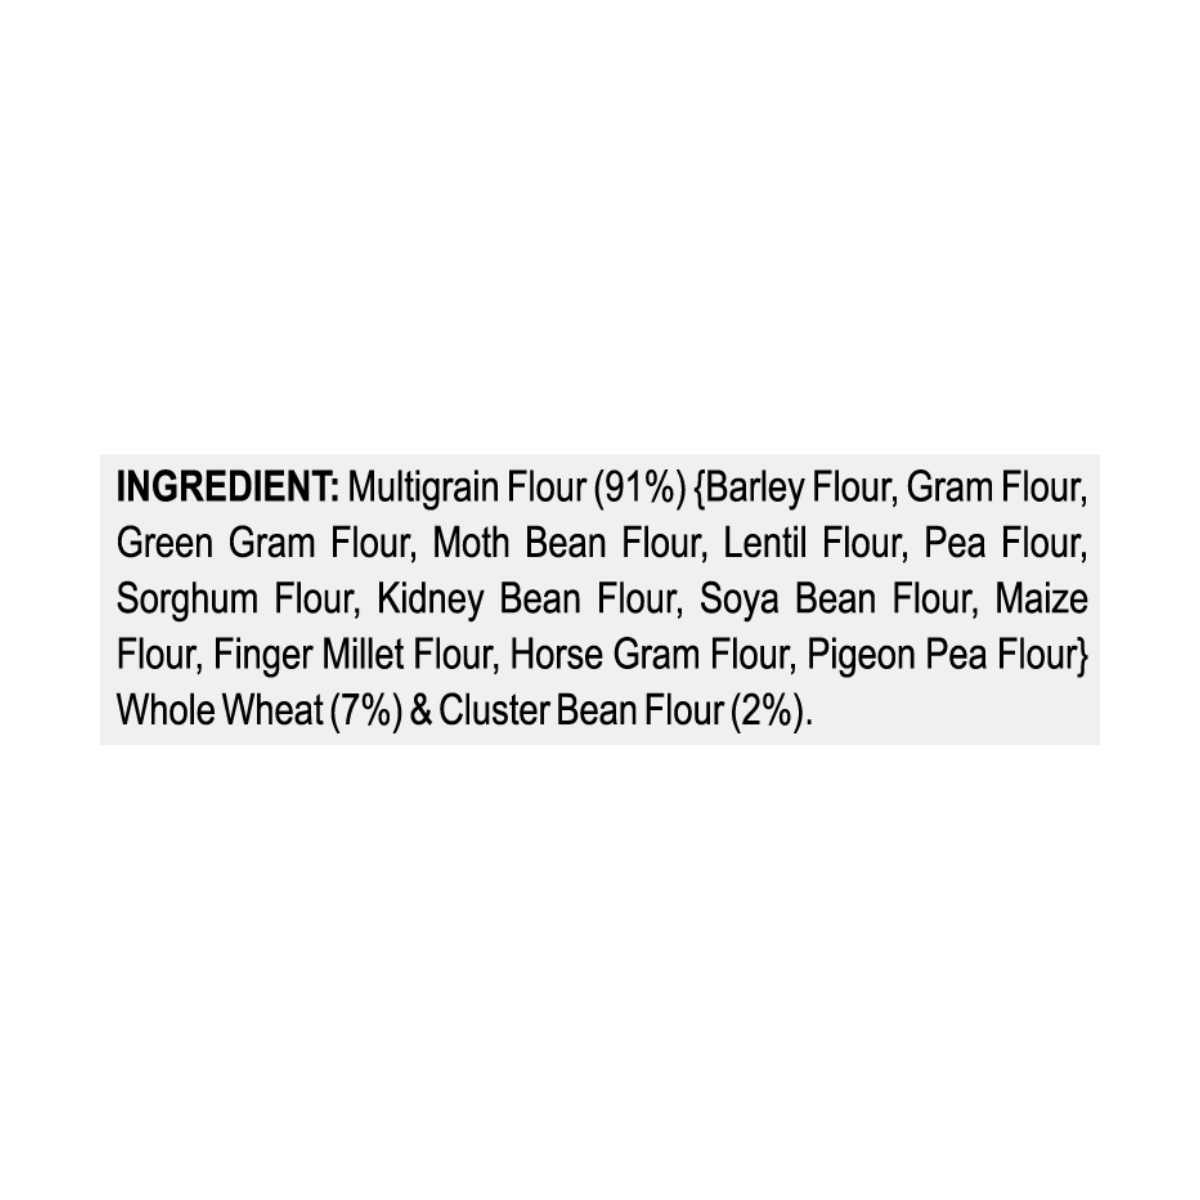 INGREDIENT: Multigrain Flour (91%) {Barley Flour, Gram Flour,
Green Gram Flour, Moth Bean Flour, Lentil Flour, Pea Flour,
Sorghum Flour, Kidney Bean Flour, Soya Bean Flour, Maize
Flour, Finger Millet Flour, Horse Gram Flour, Pigeon Pea Flour}
Whole Wheat (7%) & Cluster Bean Flour (2%).